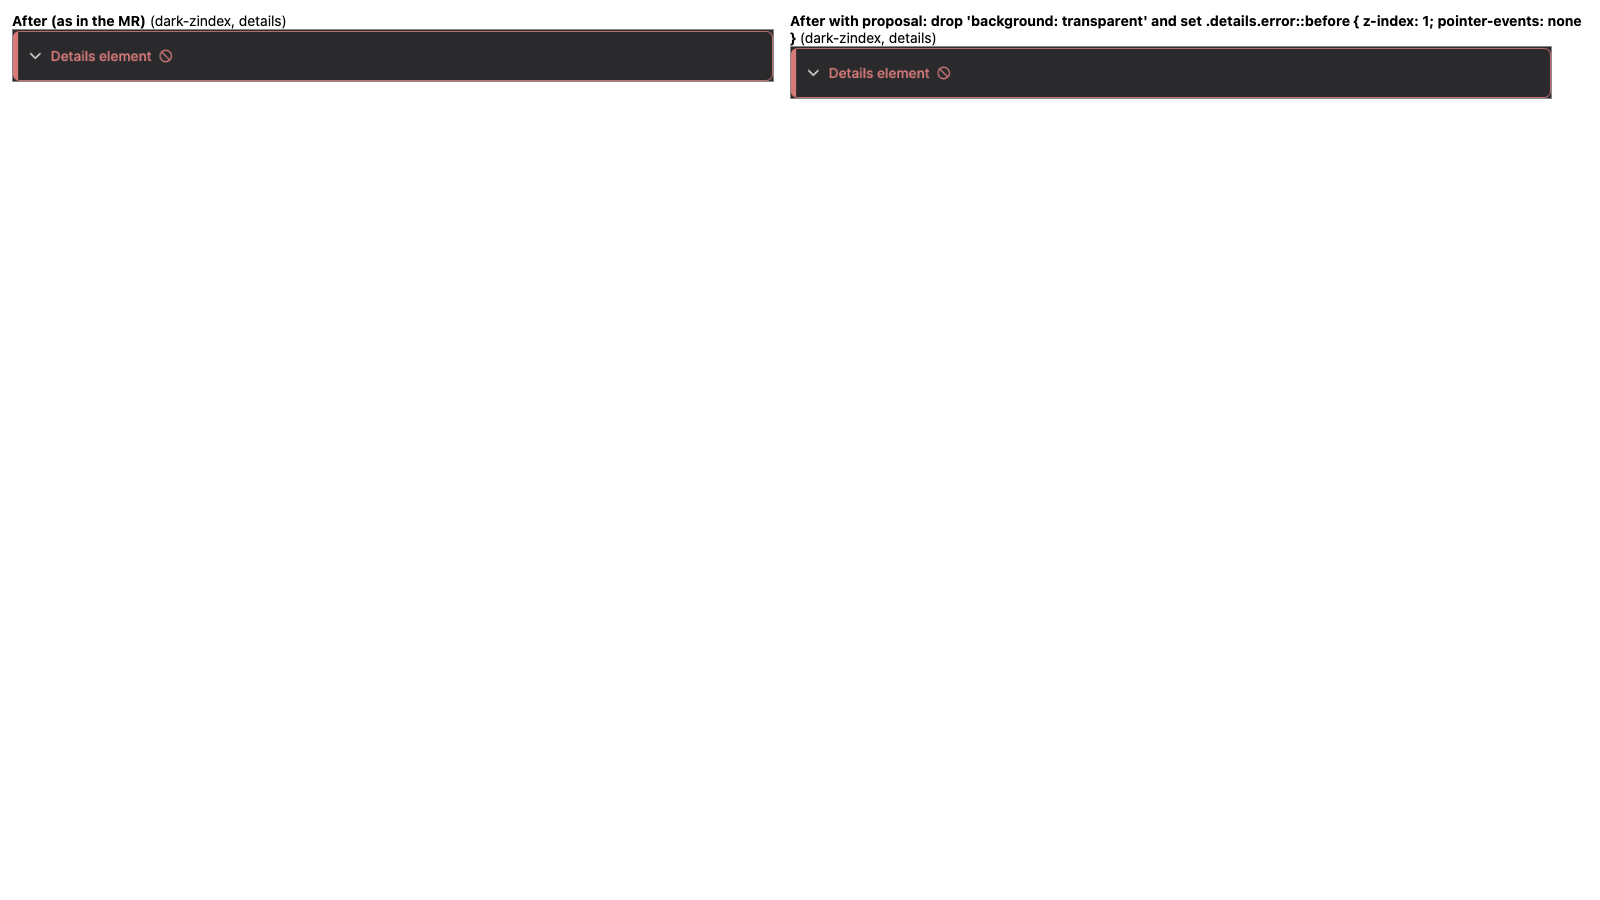 After (as in the MR) (dark-zindex, details)
Details element
After with proposal: drop 'background: transparent' and set .details.error::before { z-index: 1; pointer-events: none
} (dark-zindex, details)
Details element